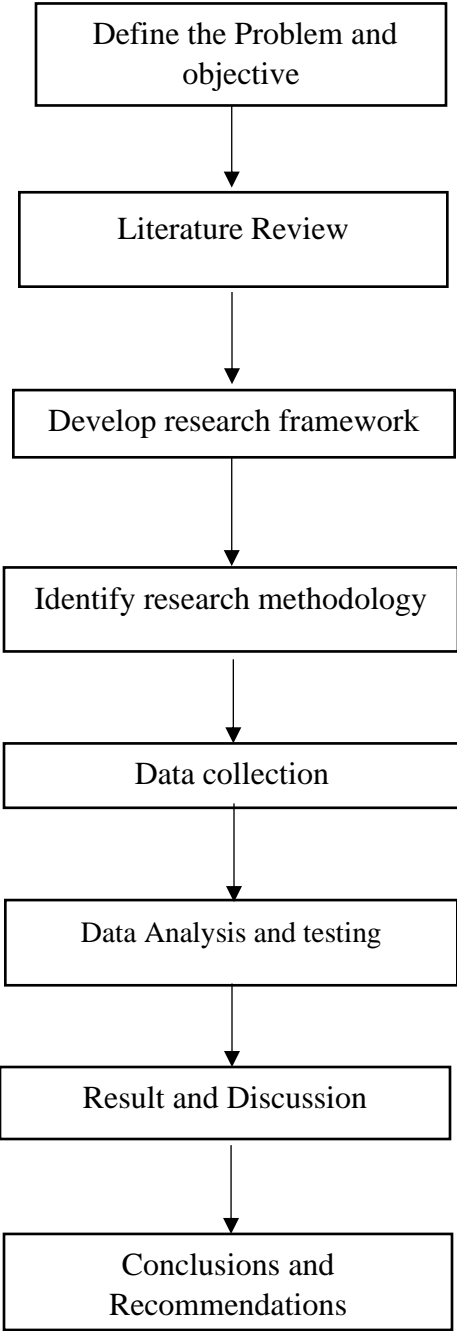 Define the Problem and
objective
Literature Review
Develop research framework
Identify research methodology
Data collection
Data Analysis and testing
Result and Discussion
Conclusions and
Recommendations